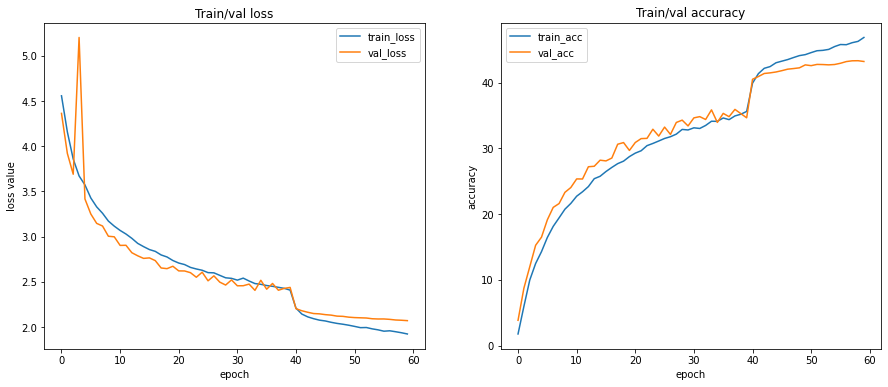 Train/val loss
train_loss
val_loss
5.0
4.5
4.0
3.5
3.0
2.5
2.0
loss value
0 10 20 30 40 50 60
epoch
Train/val accuracy
train_acc
val_acc
40
30
20
10
0
accuracy
0 10 20 30 40 50 60
epoch